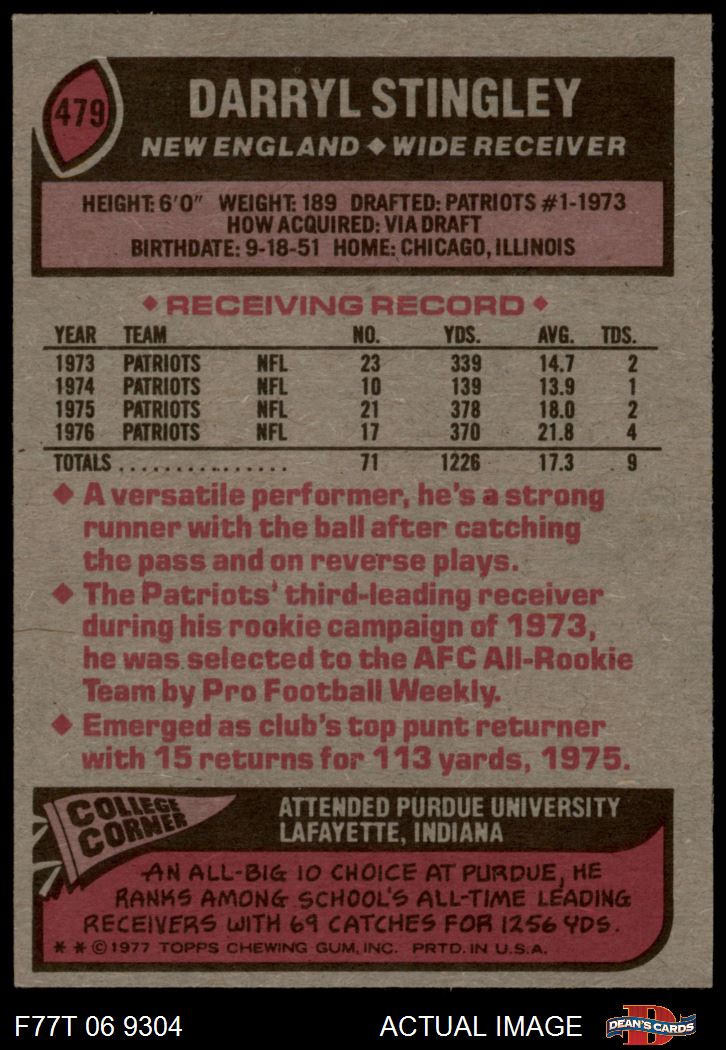 479
DARRYL STINGLEY
NEW ENGLAND ◆ WIDE RECEIVER
HEIGHT: 6'0" WEIGHT: 189 DRAFTED: PATRIOTS #1-1973
HOW ACQUIRED: VIA DRAFT
BIRTHDATE: 9-18-51 HOME: CHICAGO, ILLINOIS
◆ RECEIVING RECORD ◆
YEAR TEAM NO. YDS. AVG. TDS.
1973 PATRIOTS NFL 23 339 14.7 2
1974 PATRIOTS NFL 10 139 13.9 1
1975 PATRIOTS NFL 21 378 18.0 2
1976 PATRIOTS NFL 17 370 21.8 4
TOTALS ................ 71 1226 17.3 9
◆ A versatile performer, he's a strong
runner with the ball after catching
the pass and on reverse plays.
◆ The Patriots' third-leading receiver
during his rookie campaign of 1973,
he was selected to the AFC All-Rookie
Team by Pro Football Weekly.
◆ Emerged as club's top punt returner
with 15 returns for 113 yards, 1975.
COLLEGE
CORNER
ATTENDED PURDUE UNIVERSITY
LAFAYETTE, INDIANA
AN ALL-BIG 10 CHOICE AT PURDUE, HE
RANKS AMONG SCHOOL'S ALL-TIME LEADING
RECEIVERS WITH 69 CATCHES FOR 1256 YDS.
* * © 1977 TOPPS CHEWING GUM, INC. PRTD. IN U.S.A.
F77T 06 9304 ACTUAL IMAGE
D
DEAN'S CARDS